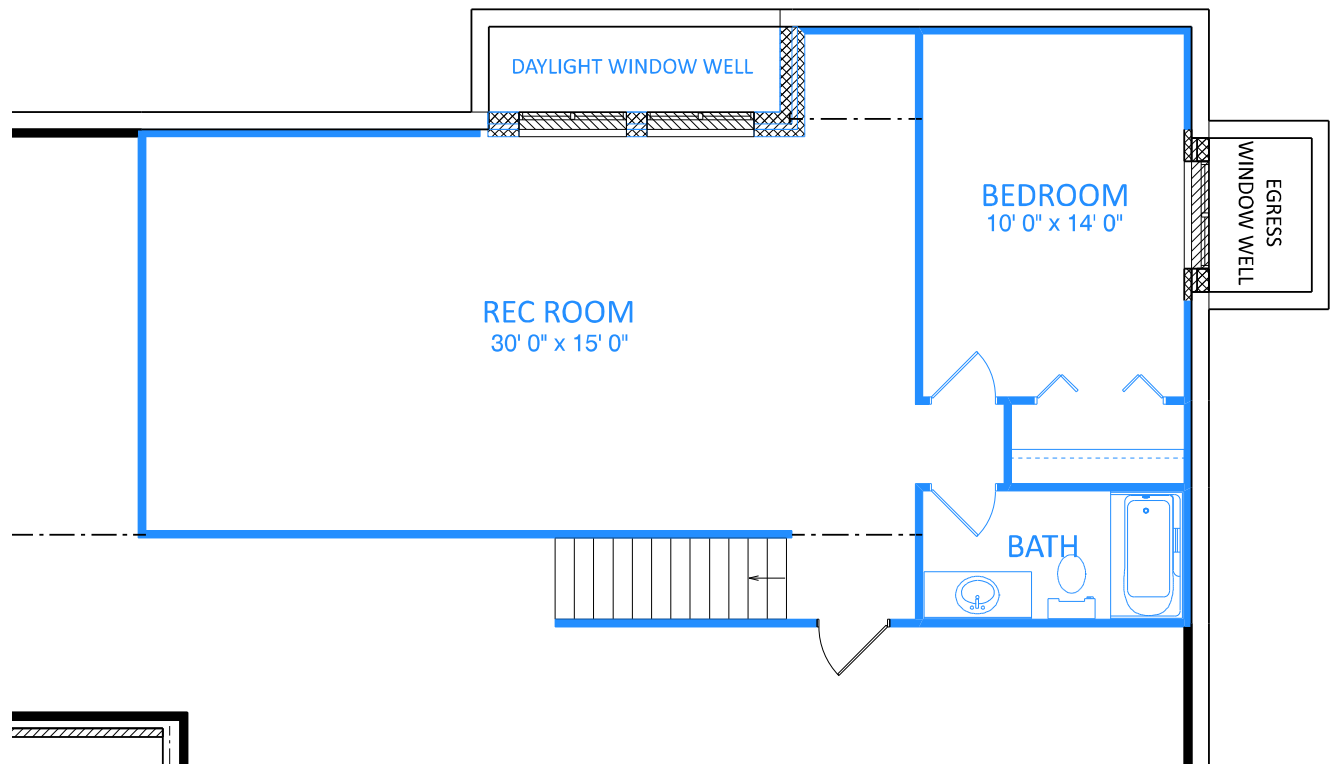 DAYLIGHT WINDOW WELL
BEDROOM
10' 0" x 14' 0"
EGRESS
WINDOW WELL
REC ROOM
30' 0" x 15' 0"
BATH